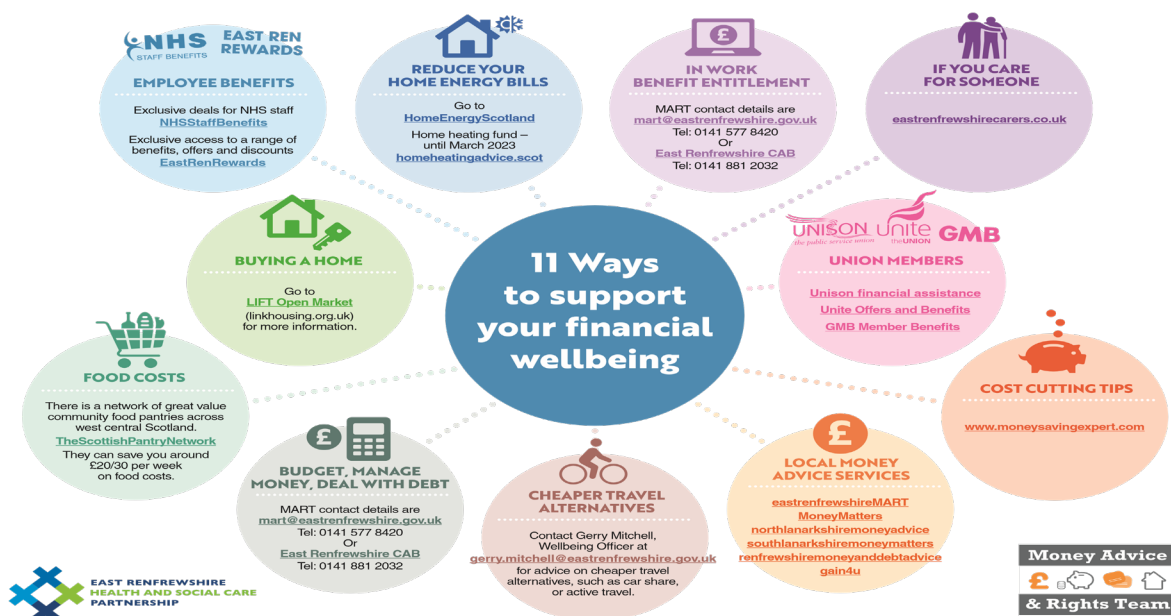 NHS
STAFF BENEFITS
EAST REN
REWARDS
EMPLOYEE BENEFITS
Exclusive deals for NHS staff
NHSStaffBenefits
Exclusive access to a range of
benefits, offers and discounts
EastRenRewards
REDUCE YOUR
HOME ENERGY BILLS
Go to
HomeEnergyScotland
Home heating fund –
until March 2023
homeheatingadvice.scot
£
IN WORK
BENEFIT ENTITLEMENT
MART contact details are
mart@eastrenfrewshire.gov.uk
Tel: 0141 577 8420
Or
East Renfrewshire CAB
Tel: 0141 881 2032
IF YOU CARE
FOR SOMEONE
eastrenfrewshirecarers.co.uk
BUYING A HOME
Go to
LIFT Open Market
(linkhousing.org.uk)
for more information.
11 Ways
to support
your financial
wellbeing
UNISON
the public service union
Unite
theUNION
GMB
UNION MEMBERS
Unison financial assistance
Unite Offers and Benefits
GMB Member Benefits
FOOD COSTS
There is a network of great value
community food pantries across
west central Scotland.
TheScottishPantryNetwork
They can save you around
£20/30 per week
on food costs.
COST CUTTING TIPS
www.moneysavingexpert.com
£
BUDGET, MANAGE
MONEY, DEAL WITH DEBT
MART contact details are
mart@eastrenfrewshire.gov.uk
Tel: 0141 577 8420
Or
East Renfrewshire CAB
Tel: 0141 881 2032
CHEAPER TRAVEL
ALTERNATIVES
Contact Gerry Mitchell,
Wellbeing Officer at
gerry.mitchell@eastrenfrewshire.gov.uk
for advice on cheaper travel
alternatives, such as car share,
or active travel.
£
LOCAL MONEY
ADVICE SERVICES
eastrenfrewshireMART
MoneyMatters
northlanarkshiremoneyadvice
southlanarkshiremoneymatters
renfrewshiremoneyanddebtadvice
gain4u
EAST RENFREWSHIRE
HEALTH AND SOCIAL CARE
PARTNERSHIP
Money Advice
£
& Rights Team